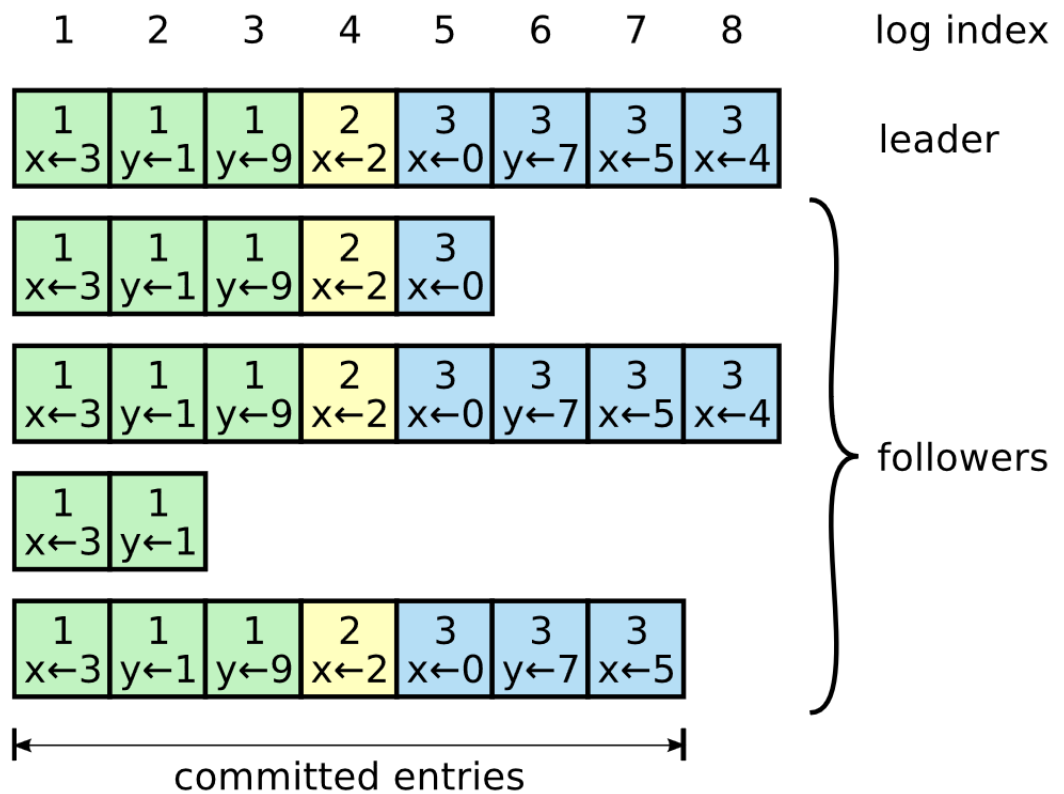 1 2 3 4 5 6 7 8 log index
1 1 1 2 3 3 3 3
x←3 y←1 y←9 x←2 x←0 y←7 x←5 x←4
leader
1 1 1 2 3
x←3 y←1 y←9 x←2 x←0
1 1 1 2 3 3 3 3
x←3 y←1 y←9 x←2 x←0 y←7 x←5 x←4
followers
1 1
x←3 y←1
1 1 1 2 3 3 3
x←3 y←1 y←9 x←2 x←0 y←7 x←5
committed entries